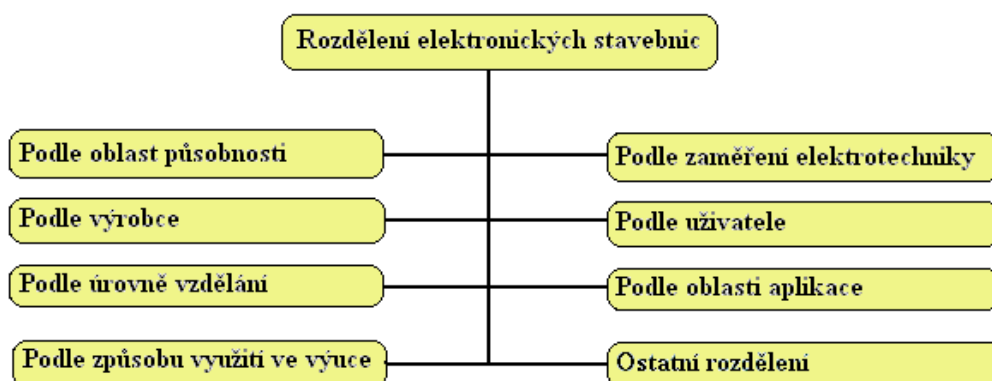 Rozdělení elektronických stavebnic
Podle oblast působnosti
Podle výrobce
Podle úrovně vzdělání
Podle způsobu využití ve výuce
Podle zaměření elektrotechniky
Podle uživatele
Podle oblasti aplikace
Ostatní rozdělení